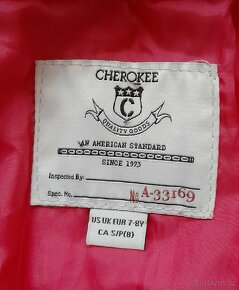 CHEROKEE
C
QUALITY GOODS
AN AMERICAN STANDARD
SINCE 1973
Inspected By:
Spec. No. № A-33169
US UK EUR 7-8Y
CA S/P(8)